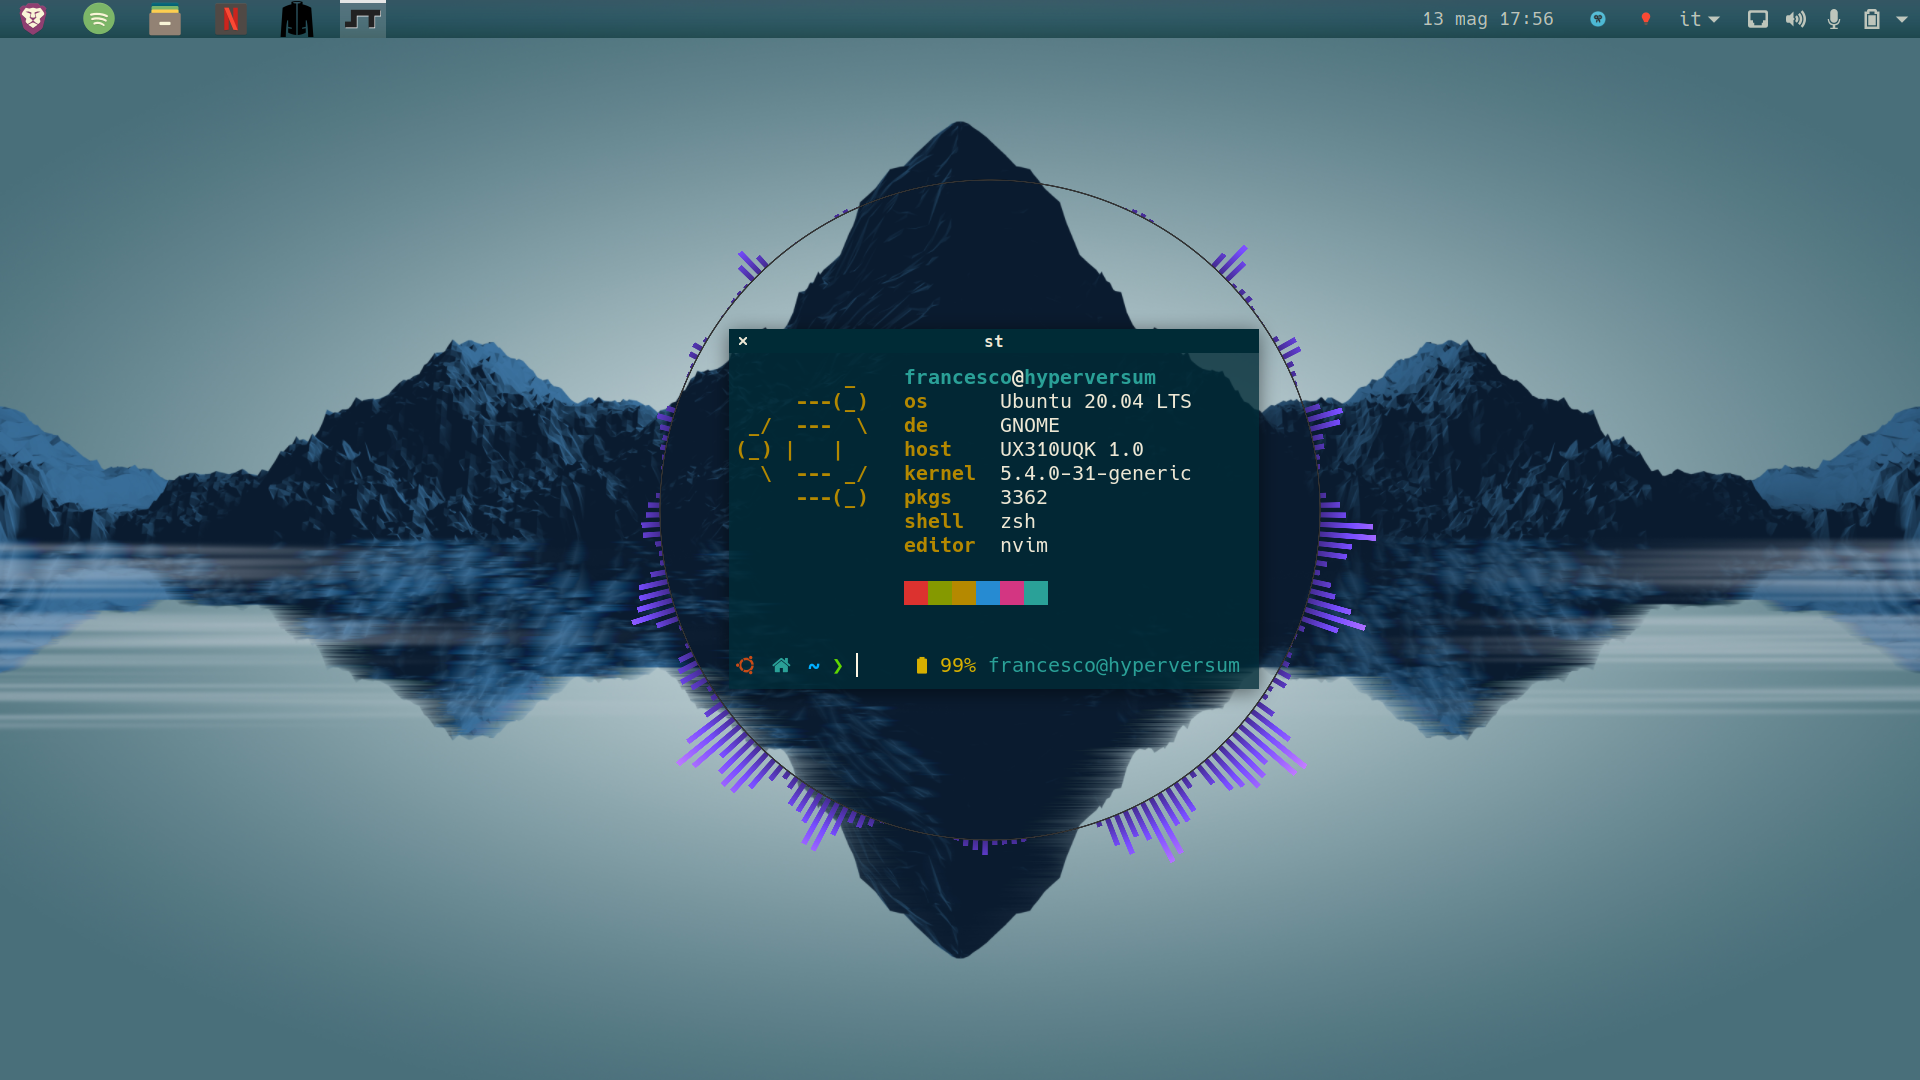 13 mag 17:56 it
× st
francesco@hyperversum
os Ubuntu 20.04 LTS
de GNOME
host UX310UQK 1.0
kernel 5.4.0-31-generic
pkgs 3362
shell zsh
editor nvim
~ ❯ 99% francesco@hyperversum